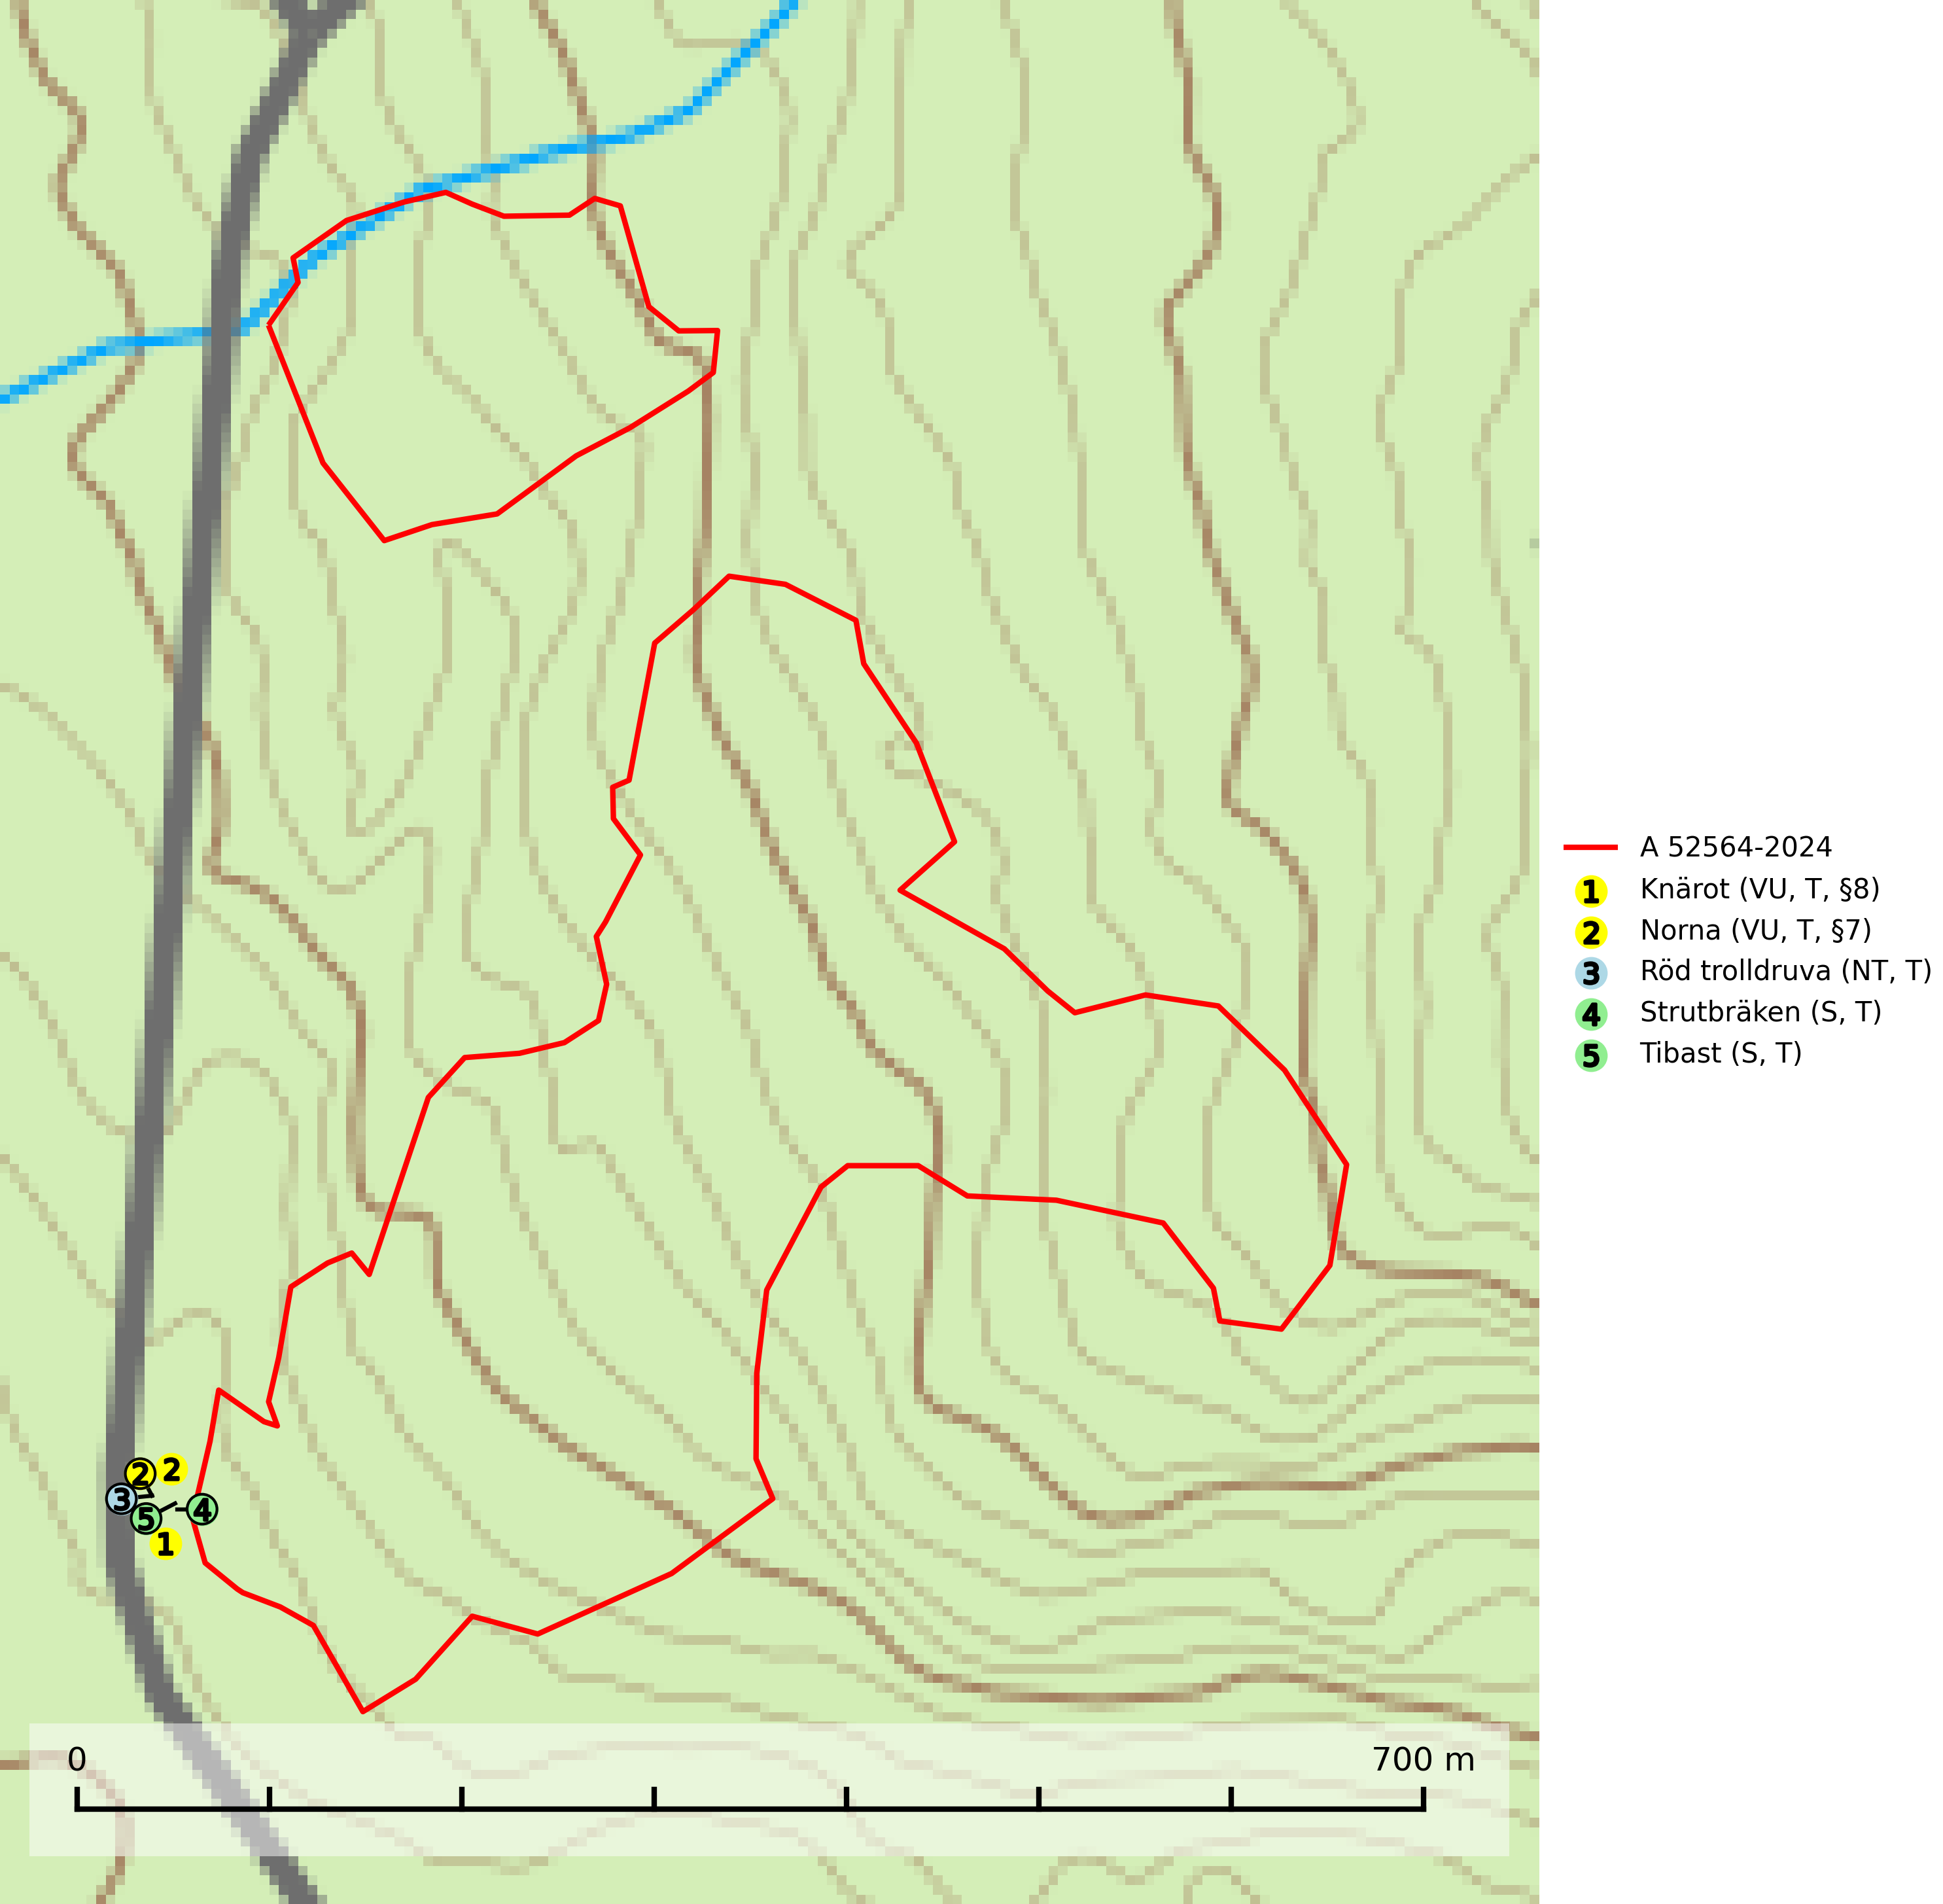 A 52564-2024
1 Knärot (VU, T, §8)
2 Norna (VU, T, §7)
3 Röd trolldruva (NT, T)
4 Strutbräken (S, T)
5 Tibast (S, T)
2 2
3
4
5
1
0 700 m